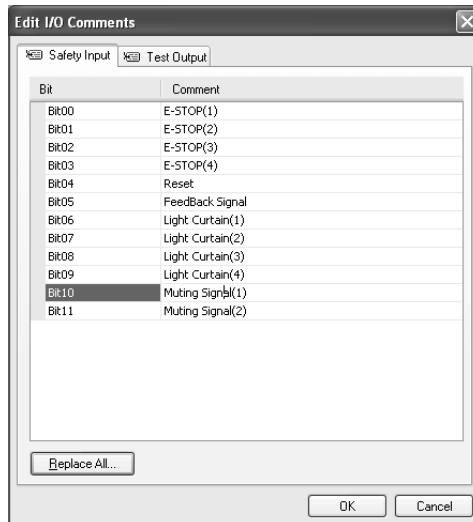 Edit I/O Comments
Safety Input Test Output
Bit Comment
Bit00 E-STOP(1)
Bit01 E-STOP(2)
Bit02 E-STOP(3)
Bit03 E-STOP(4)
Bit04 Reset
Bit05 FeedBack Signal
Bit06 Light Curtain(1)
Bit07 Light Curtain(2)
Bit08 Light Curtain(3)
Bit09 Light Curtain(4)
Bit10 Muting Signal(1)
Bit11 Muting Signal(2)
Replace All...
OK Cancel